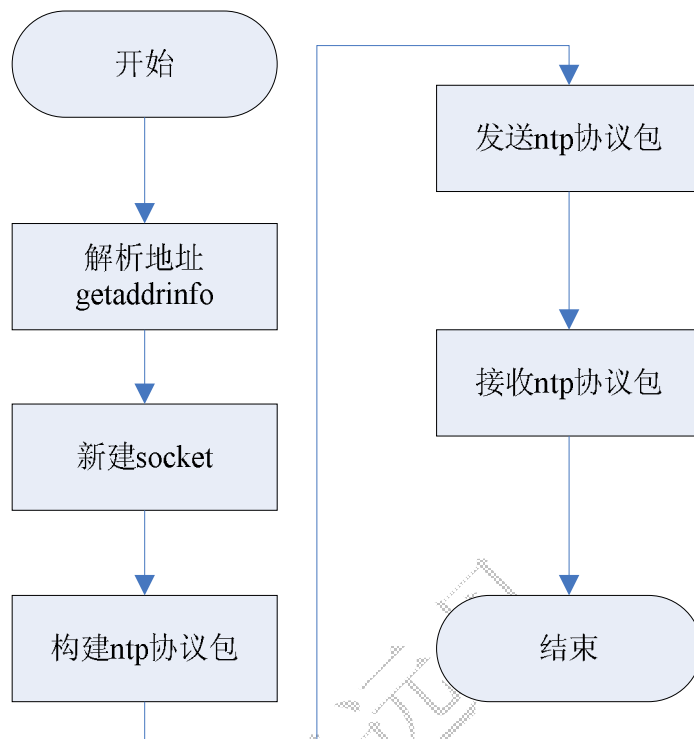 开始
解析地址
getaddrinfo
新建socket
构建ntp协议包
发送ntp协议包
接收ntp协议包
结束